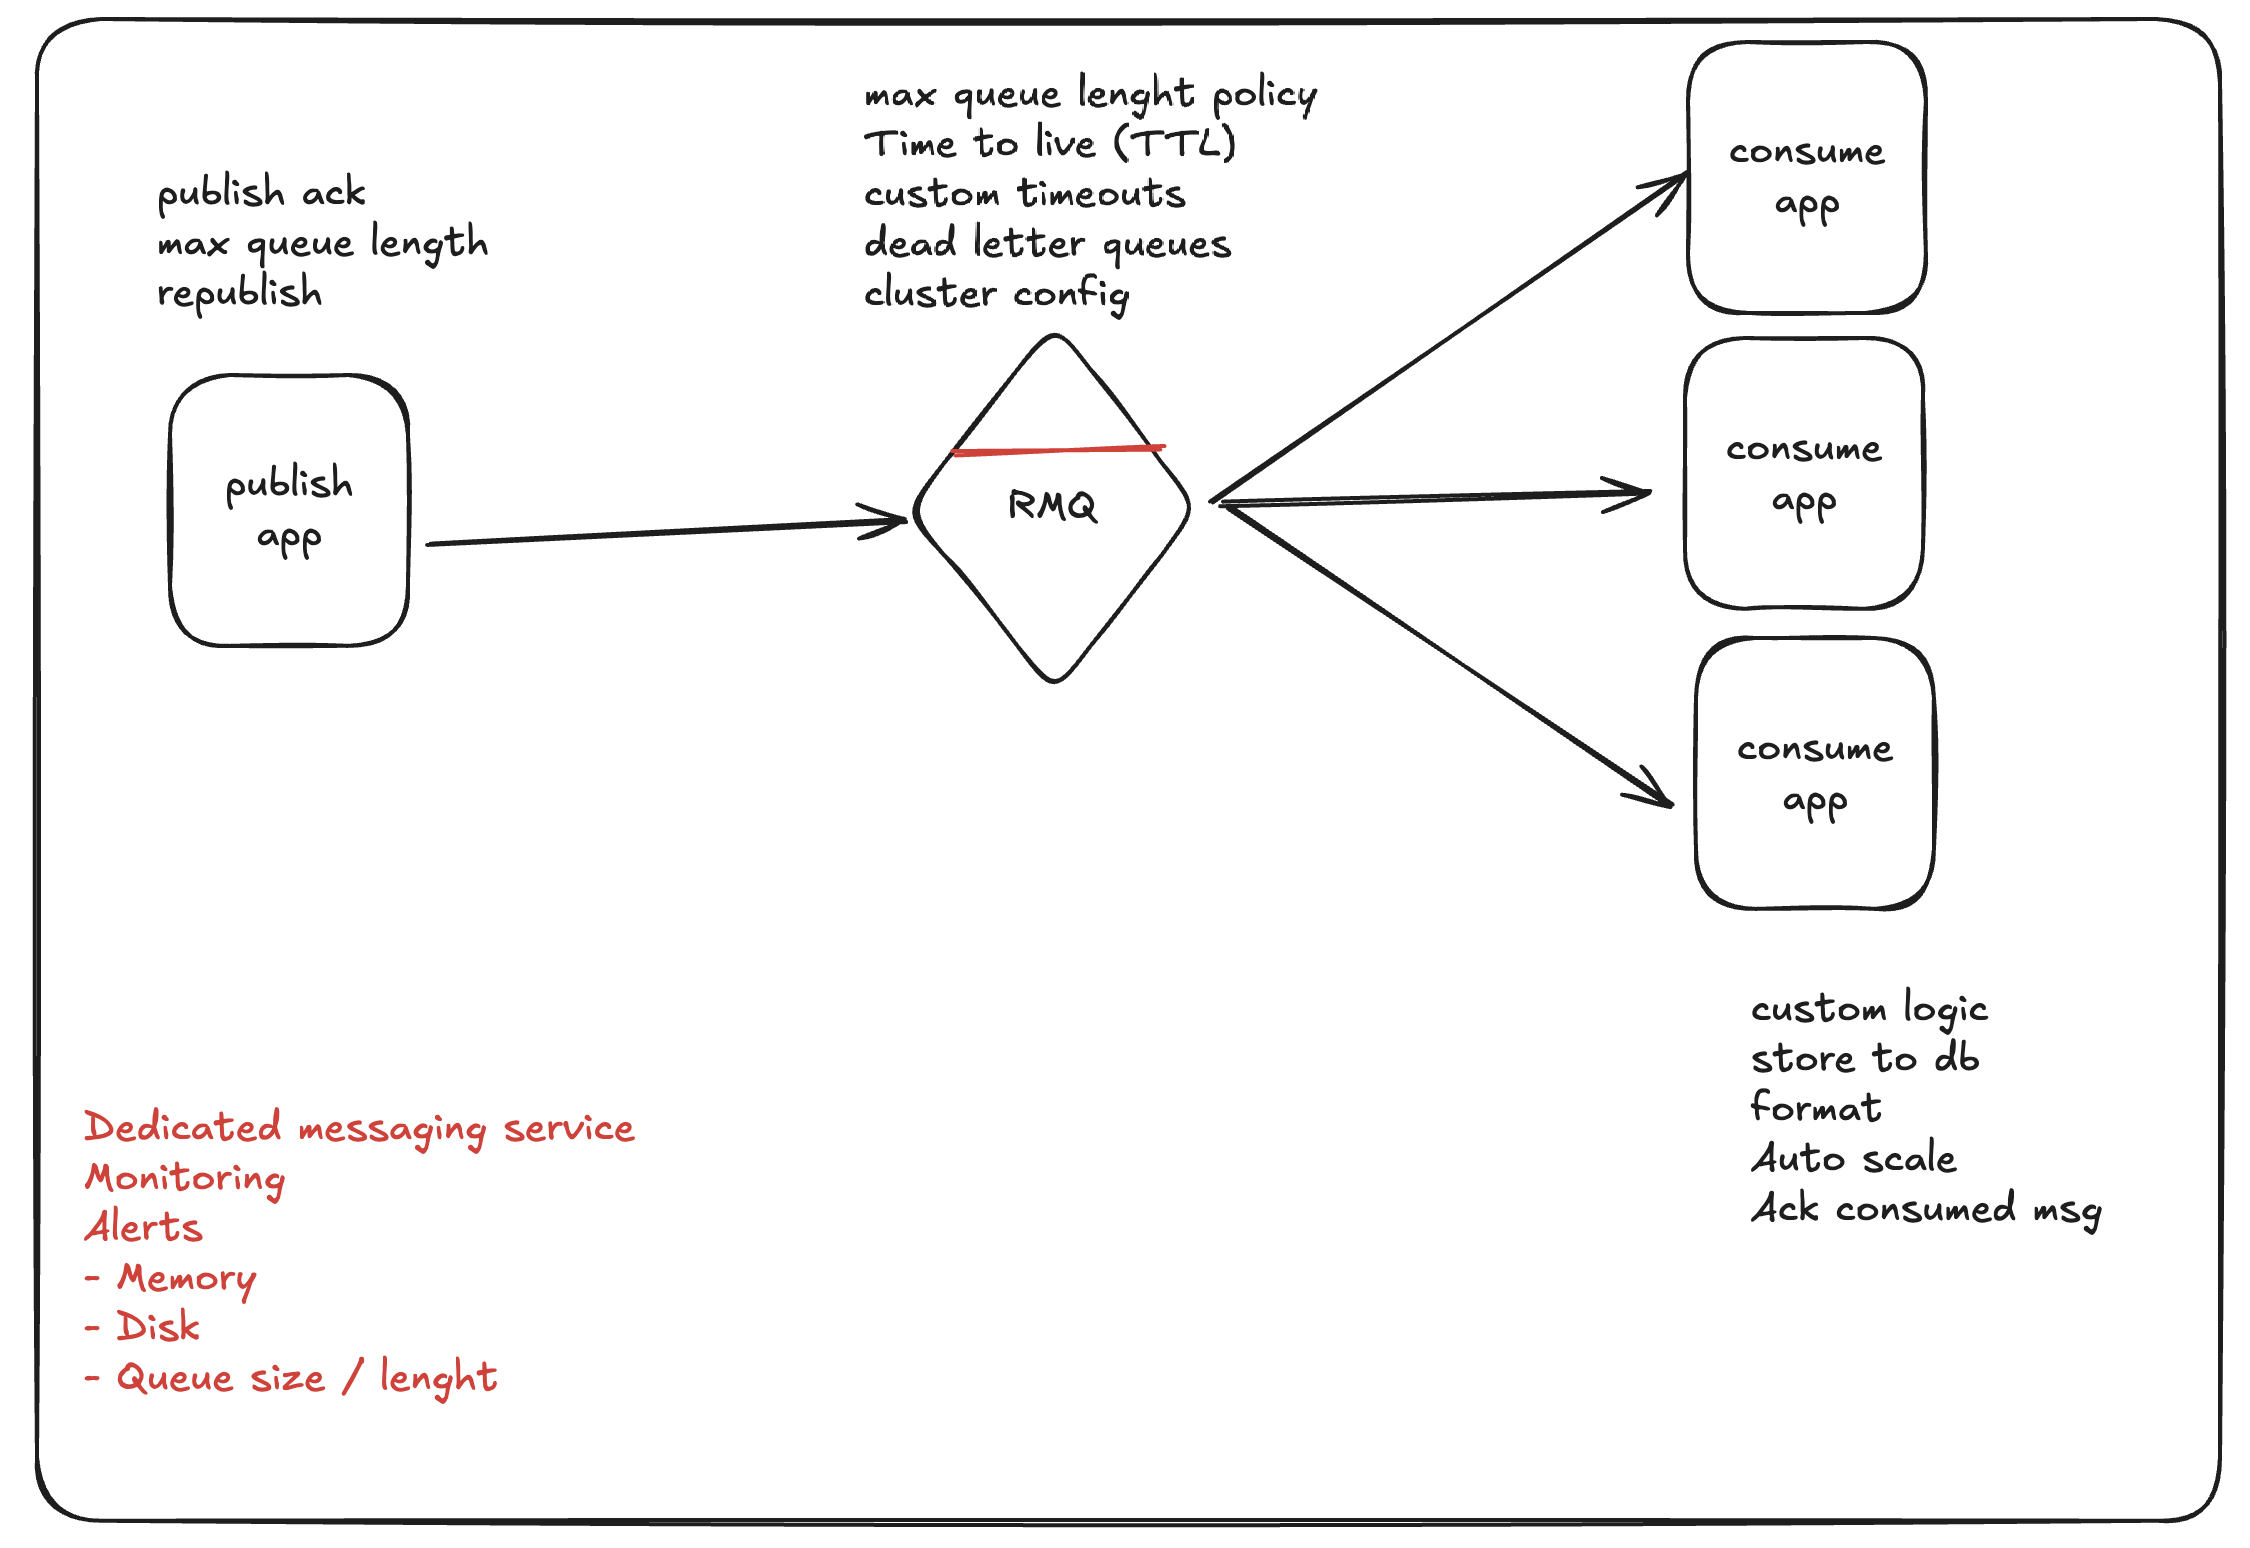 publish ack
max queue length
republish
publish
app
max queue lenght policy
Time to live (TTL)
custom timeouts
dead letter queues
cluster config
RMQ
consume
app
consume
app
consume
app
custom logic
store to db
format
Auto scale
Ack consumed msg
Dedicated messaging service
Monitoring
Alerts
- Memory
- Disk
- Queue size / lenght